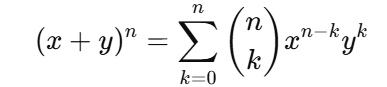 (x + y)^n = \sum_{k=0}^{n} \binom{n}{k} x^{n-k} y^k